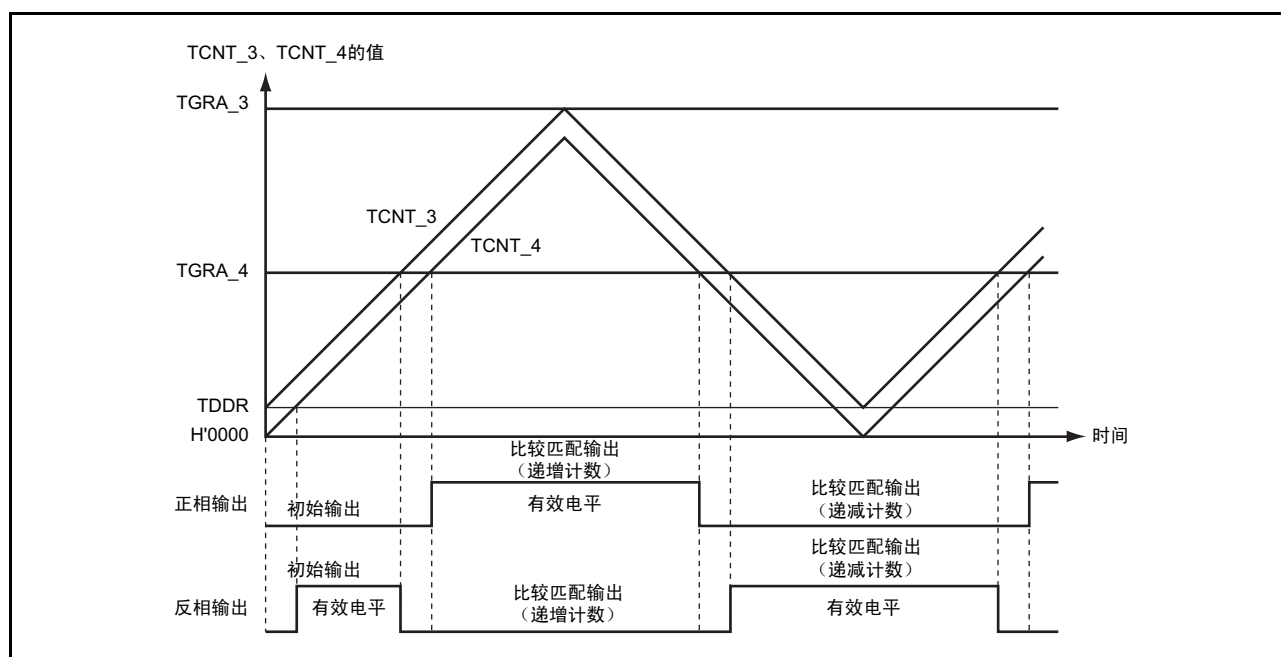 TCNT_3、TCNT_4的值
TGRA_3
TCNT_3
TCNT_4
TGRA_4
TDDR
H'0000
时间
比较匹配输出
（递增计数）
正相输出
初始输出
有效电平
比较匹配输出
（递减计数）
初始输出
比较匹配输出
（递减计数）
反相输出
有效电平
比较匹配输出
（递增计数）
有效电平